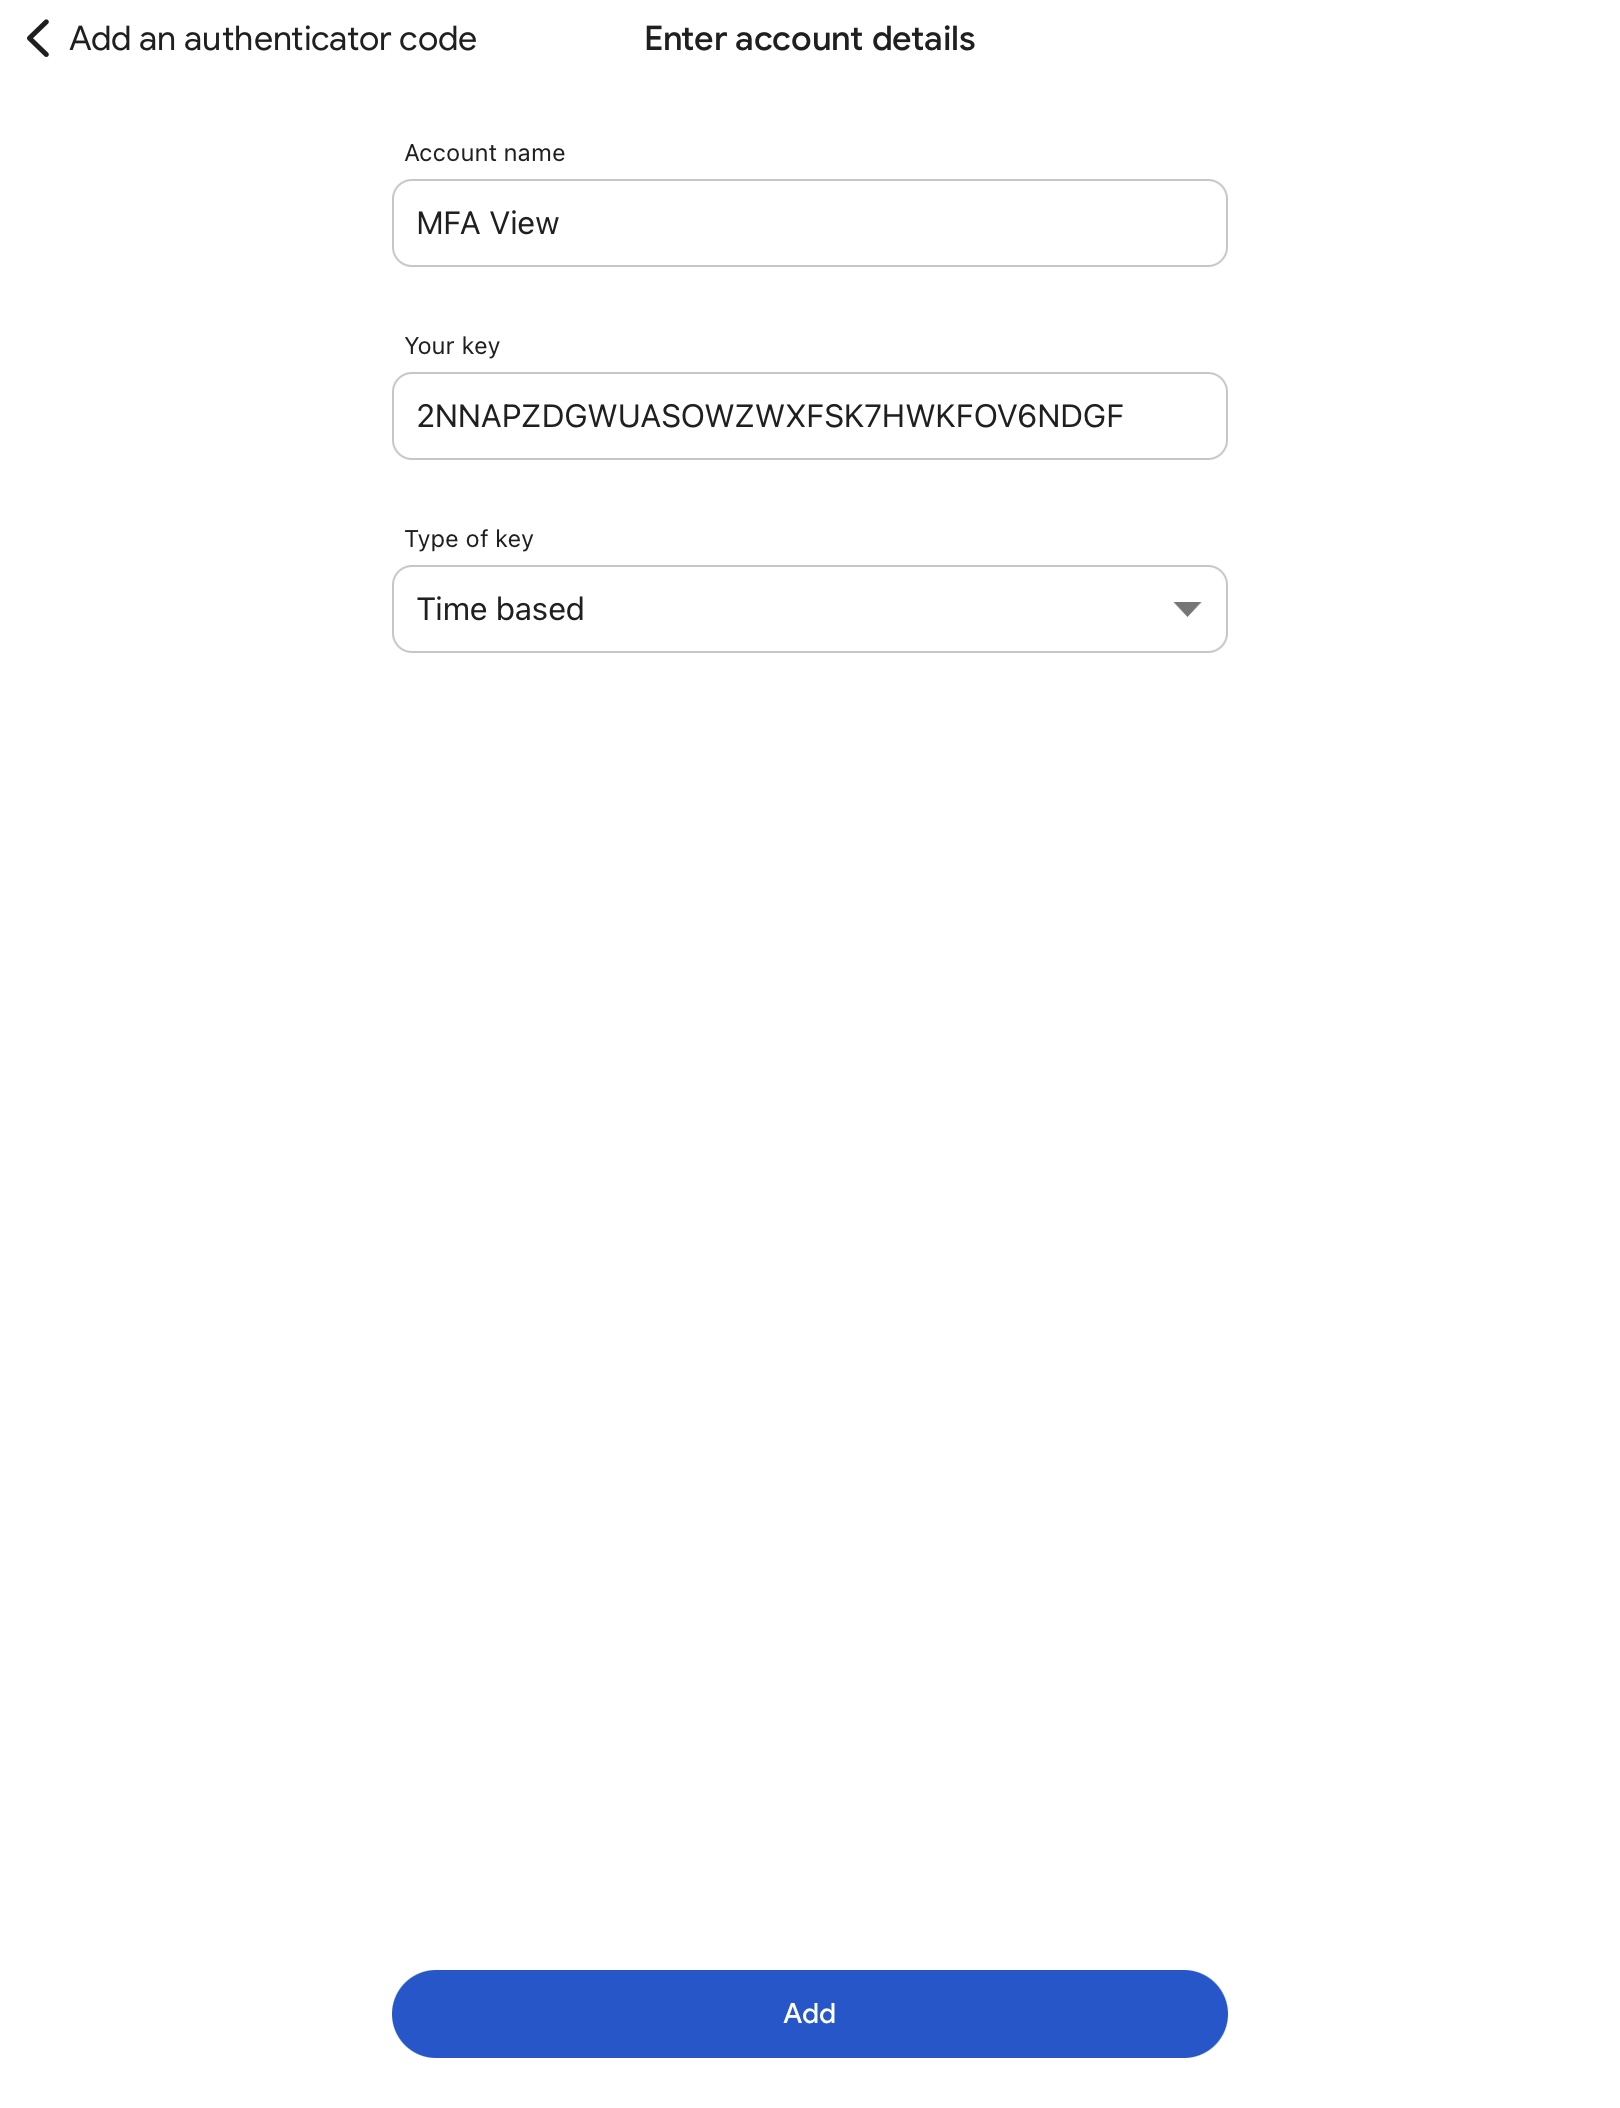 Add an authenticator code
Enter account details
Account name
MFA View
Your key
2NNAPZDGWUASOWZWXFSK7HWKFOV6NDGF
Type of key
Time based
Add